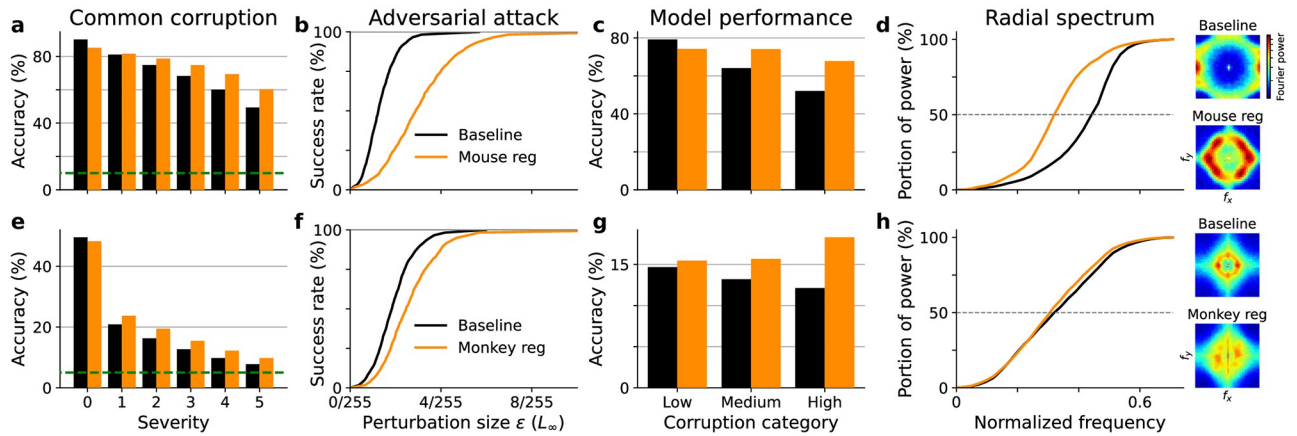 a Common corruption
Accuracy (%)
80
40
0
b Adversarial attack
Success rate (%)
100
50
0
Baseline
Mouse reg
c Model performance
Accuracy (%)
80
40
0
d Radial spectrum
Portion of power (%)
100
50
0
Baseline
Fourier power
Mouse reg
fy
fx
e
Accuracy (%)
40
20
0
0 1 2 3 4 5
Severity
f
Success rate (%)
100
50
0
0/255 4/255 8/255
Perturbation size ε (L∞)
Baseline
Monkey reg
g
Accuracy (%)
15
0
Low Medium High
Corruption category
h
Portion of power (%)
100
50
0
0 0.6
Normalized frequency
Baseline
Monkey reg
fy
fx